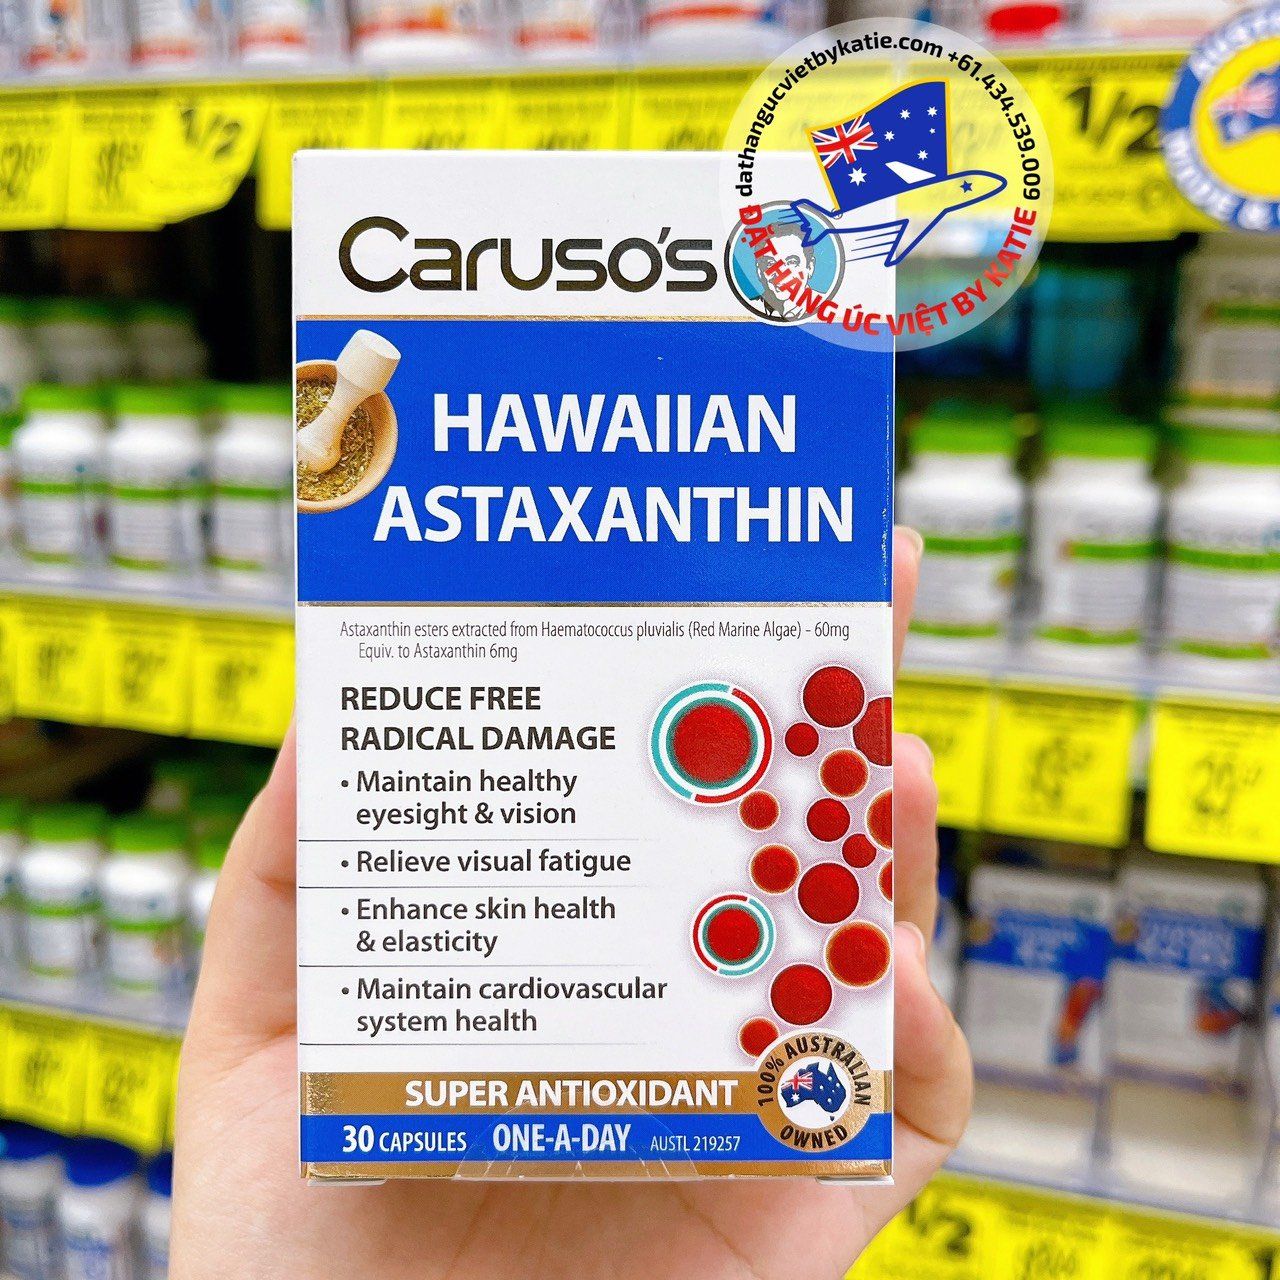 dathangucvietbykatie.com +61.434.539.009
ĐẶT HÀNG ÚC VIỆT BY KATIE
1/2
1/2
Caruso's
HAWAIIAN
ASTAXANTHIN
Astaxanthin esters extracted from Haematococcus pluvialis (Red Marine Algae) - 60mg
Equiv. to Astaxanthin 6mg
REDUCE FREE
RADICAL DAMAGE
• Maintain healthy
eyesight & vision
• Relieve visual fatigue
• Enhance skin health
& elasticity
• Maintain cardiovascular
system health
100% AUSTRALIAN
OWNED
SUPER ANTIOXIDANT
30 CAPSULES ONE-A-DAY AUSTL 219257
1/2